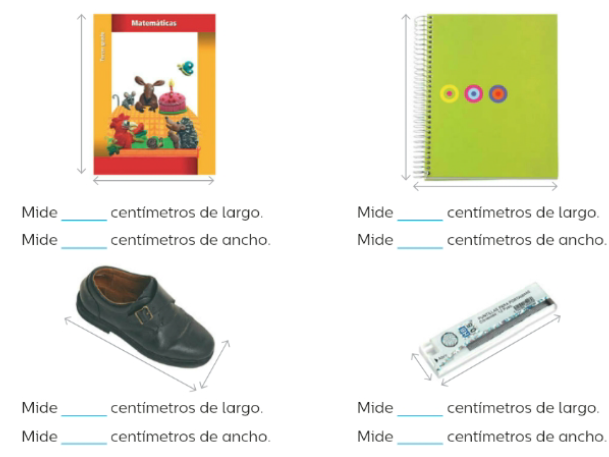 Matemáticas
Mide ______ centímetros de largo.
Mide ______ centímetros de ancho.
Mide ______ centímetros de largo.
Mide ______ centímetros de ancho.
Mide ______ centímetros de largo.
Mide ______ centímetros de ancho.
Mide ______ centímetros de largo.
Mide ______ centímetros de ancho.